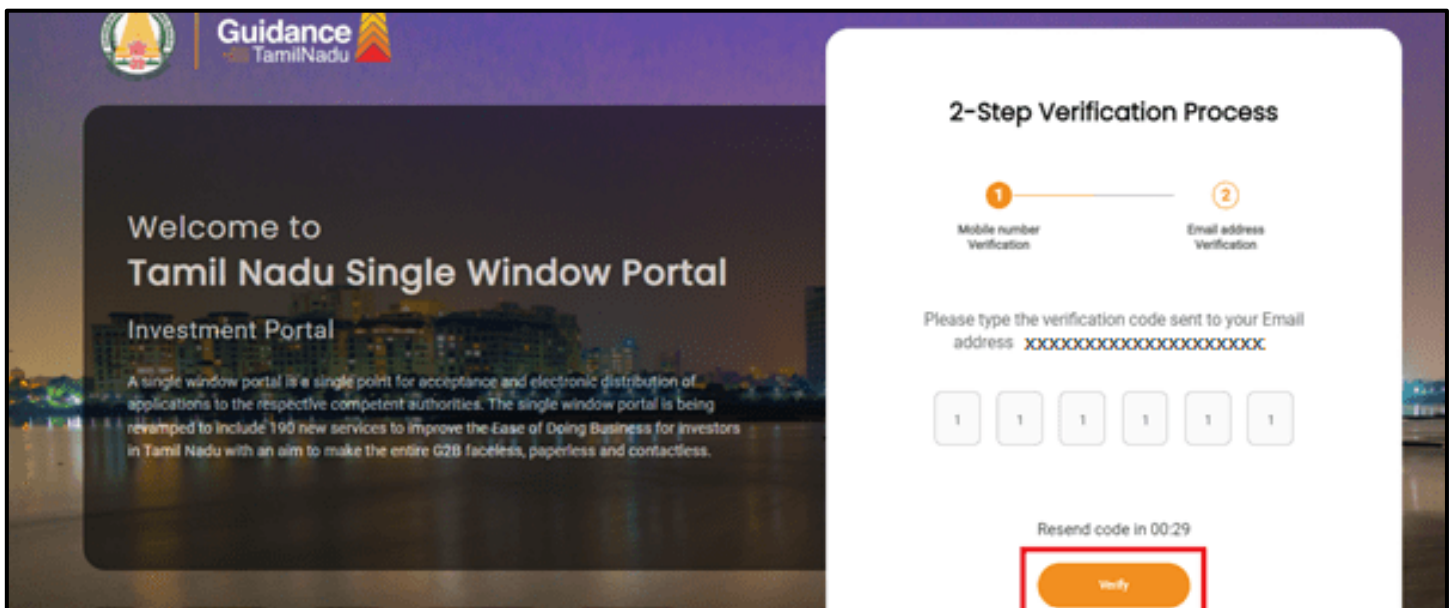 Guidance
TamilNadu
Welcome to
Tamil Nadu Single Window Portal
Investment Portal
A single window portal is a single point for acceptance and electronic distribution of
applications to the respective competent authorities. The single window portal is being
revamped to include 190 new services to improve the Ease of Doing Business for investors
in Tamil Nadu with an aim to make the entire G2B faceless, paperless and contactless.
2-Step Verification Process
1
2
Mobile number
Verification
Email address
Verification
Please type the verification code sent to your Email
address xxxxxxxxxxxxxxxxxxxx
1 1 1 1 1 1
Resend code in 00:29
Verify